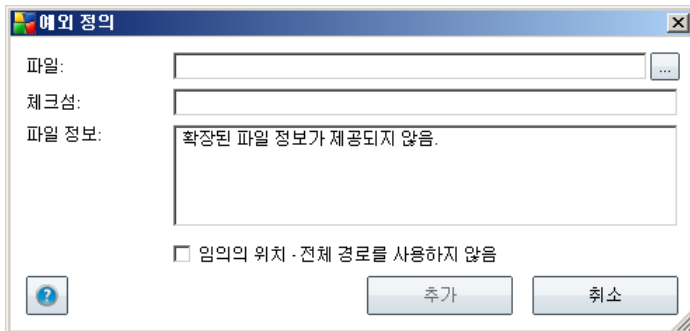 예외 정의
파일:
...
체크섬:
파일 정보:
확장된 파일 정보가 제공되지 않음.
임의의 위치 - 전체 경로를 사용하지 않음
?
추가
취소